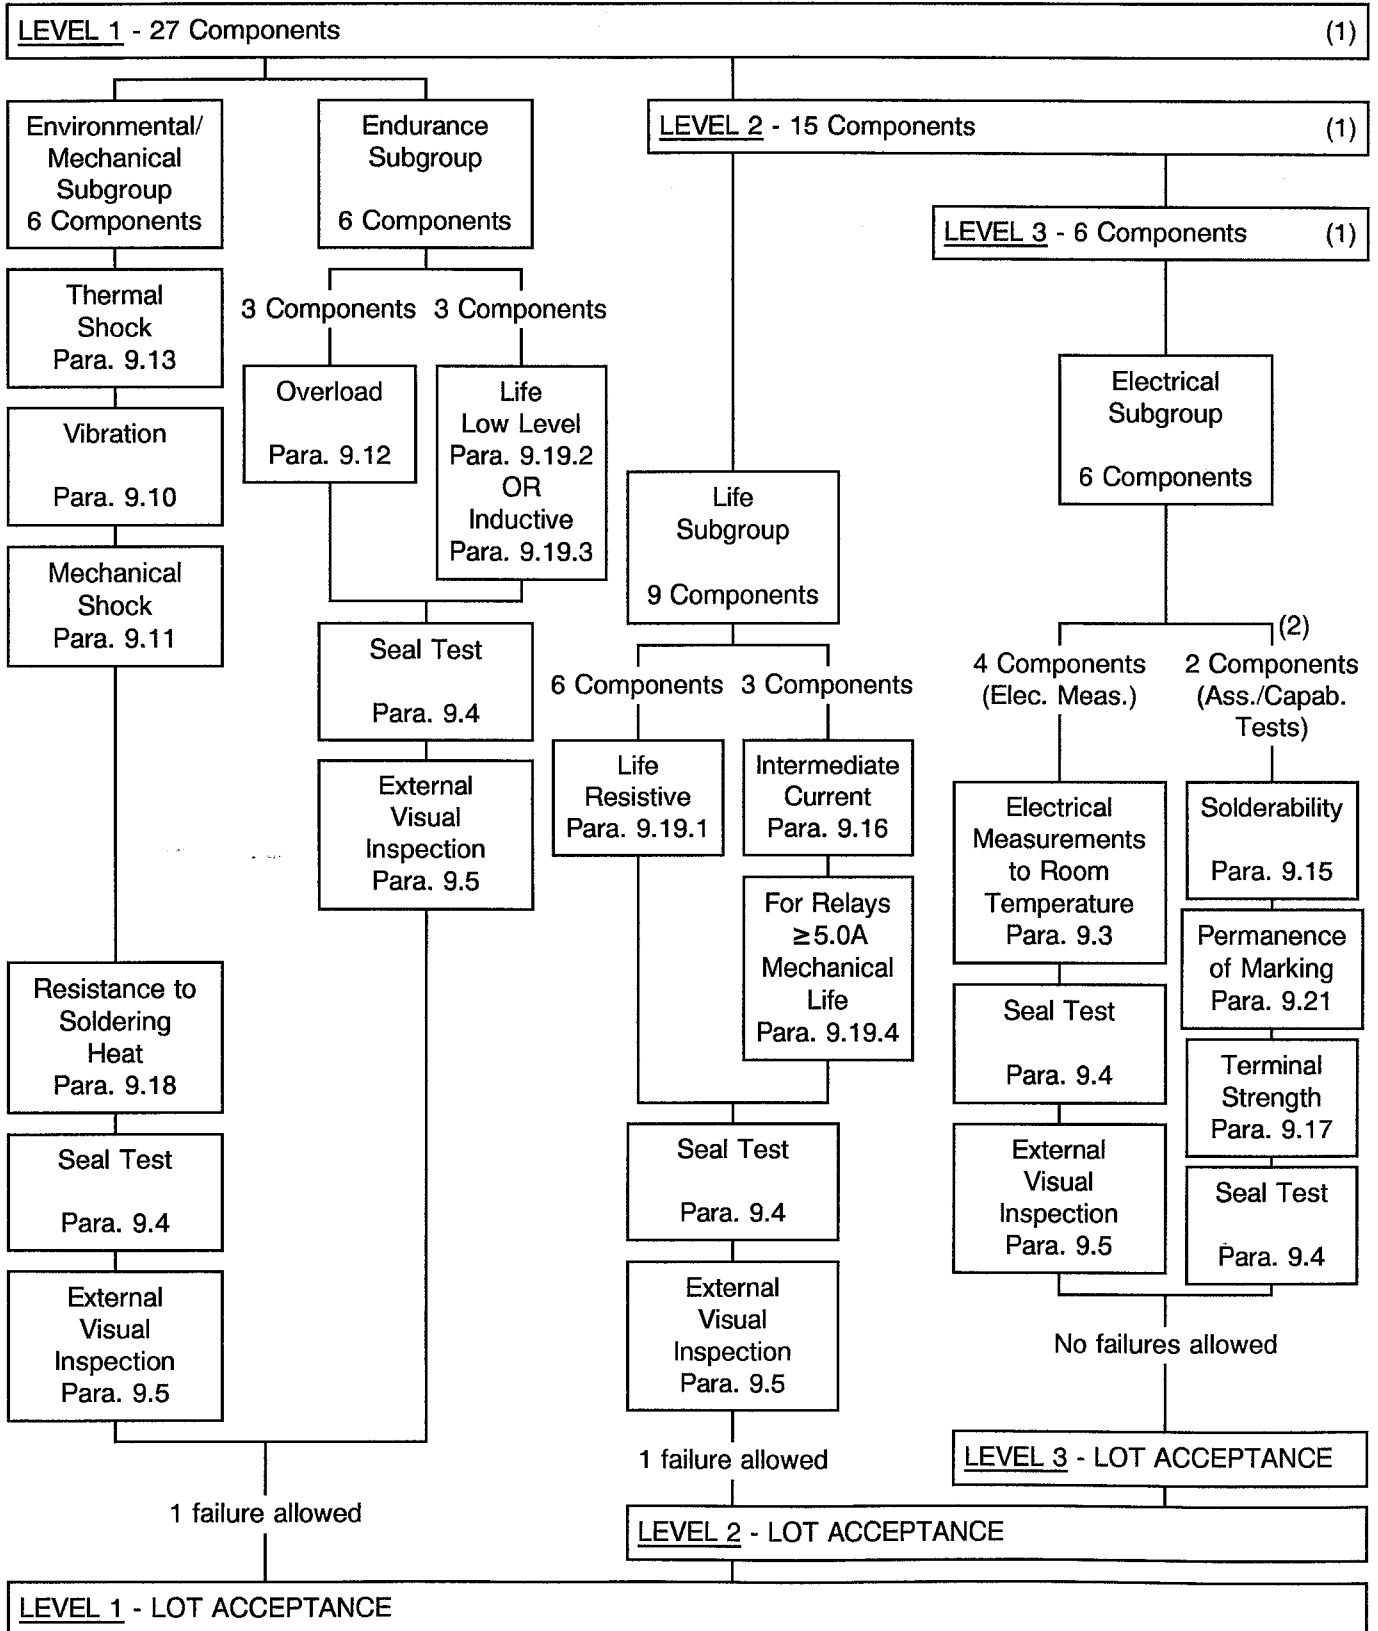 LEVEL 1 - 27 Components (1)
Environmental/
Mechanical
Subgroup
6 Components
Endurance
Subgroup
6 Components
LEVEL 2 - 15 Components (1)
LEVEL 3 - 6 Components (1)
Thermal
Shock
Para. 9.13
Vibration
Para. 9.10
Mechanical
Shock
Para. 9.11
Resistance to
Soldering
Heat
Para. 9.18
Seal Test
Para. 9.4
External
Visual
Inspection
Para. 9.5
3 Components
3 Components
Overload
Para. 9.12
Life
Low Level
Para. 9.19.2
OR
Inductive
Para. 9.19.3
Seal Test
Para. 9.4
External
Visual
Inspection
Para. 9.5
1 failure allowed
Life
Subgroup
9 Components
6 Components
3 Components
Life
Resistive
Para. 9.19.1
Intermediate
Current
Para. 9.16
For Relays
≥5.0A
Mechanical
Life
Para. 9.19.4
Seal Test
Para. 9.4
External
Visual
Inspection
Para. 9.5
1 failure allowed
Electrical
Subgroup
6 Components
4 Components
(Elec. Meas.)
(2)
2 Components
(Ass./Capab.
Tests)
Electrical
Measurements
to Room
Temperature
Para. 9.3
Seal Test
Para. 9.4
External
Visual
Inspection
Para. 9.5
Solderability
Para. 9.15
Permanence
of Marking
Para. 9.21
Terminal
Strength
Para. 9.17
Seal Test
Para. 9.4
No failures allowed
LEVEL 3 - LOT ACCEPTANCE
LEVEL 2 - LOT ACCEPTANCE
LEVEL 1 - LOT ACCEPTANCE